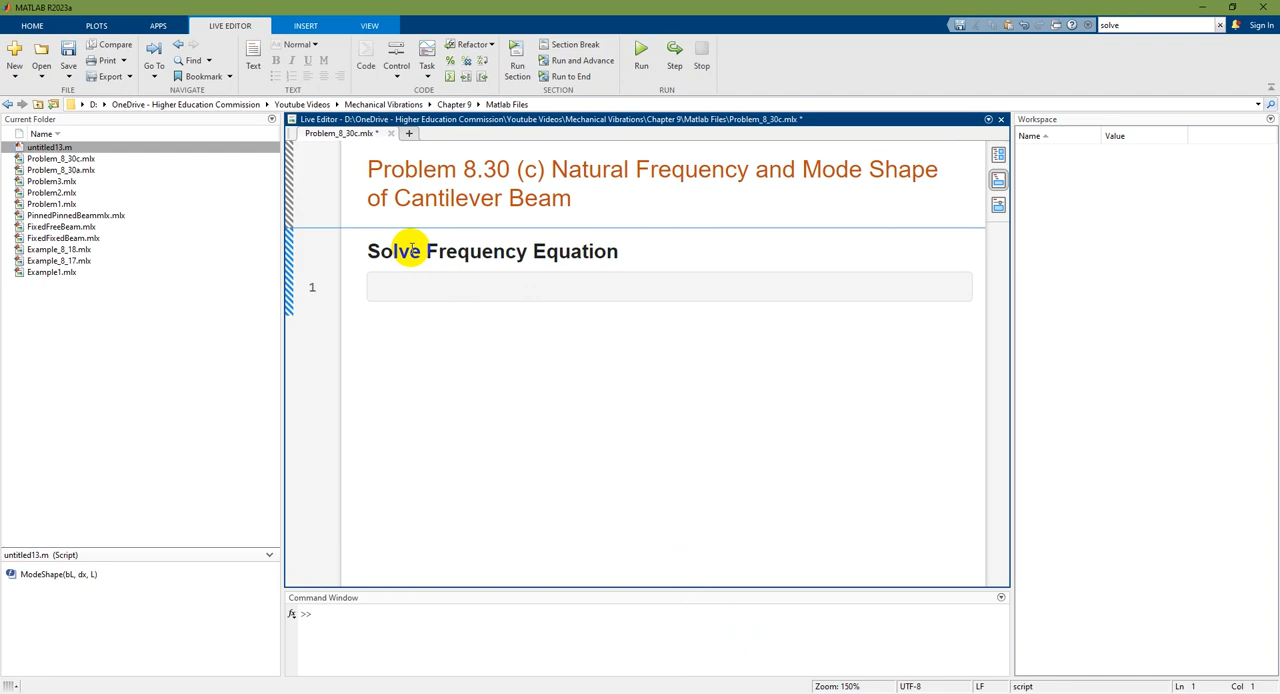 MATLAB R2023a
HOME PLOTS APPS LIVE EDITOR INSERT VIEW solve Sign In
New Open Save Compare Print Export Go To Find Bookmark Text Normal B I U M Code Control Task Refactor Run Section Section Break Run and Advance Run to End Run Step Stop
FILE NAVIGATE TEXT CODE SECTION RUN
D: OneDrive - Higher Education Commission Youtube Videos Mechanical Vibrations Chapter 9 Matlab Files
Current Folder
Name
untitled13.m
Problem_8_30c.mlx
Problem_8_30a.mlx
Problem3.mlx
Problem2.mlx
Problem1.mlx
PinnedPinnedBeammlx.mlx
FixedFreeBeam.mlx
FixedFixedBeam.mlx
Example_8_18.mlx
Example_8_17.mlx
Example1.mlx
untitled13.m (Script)
ModeShape(bL, dx, L)
Live Editor - D:\OneDrive - Higher Education Commission\Youtube Videos\Mechanical Vibrations\Chapter 9\Matlab Files\Problem_8_30c.mlx *
Problem_8_30c.mlx *
Problem 8.30 (c) Natural Frequency and Mode Shape
of Cantilever Beam
Solve Frequency Equation
1
Command Window
fx >>
Workspace
Name Value
Zoom: 150% UTF-8 LF script Ln 1 Col 1